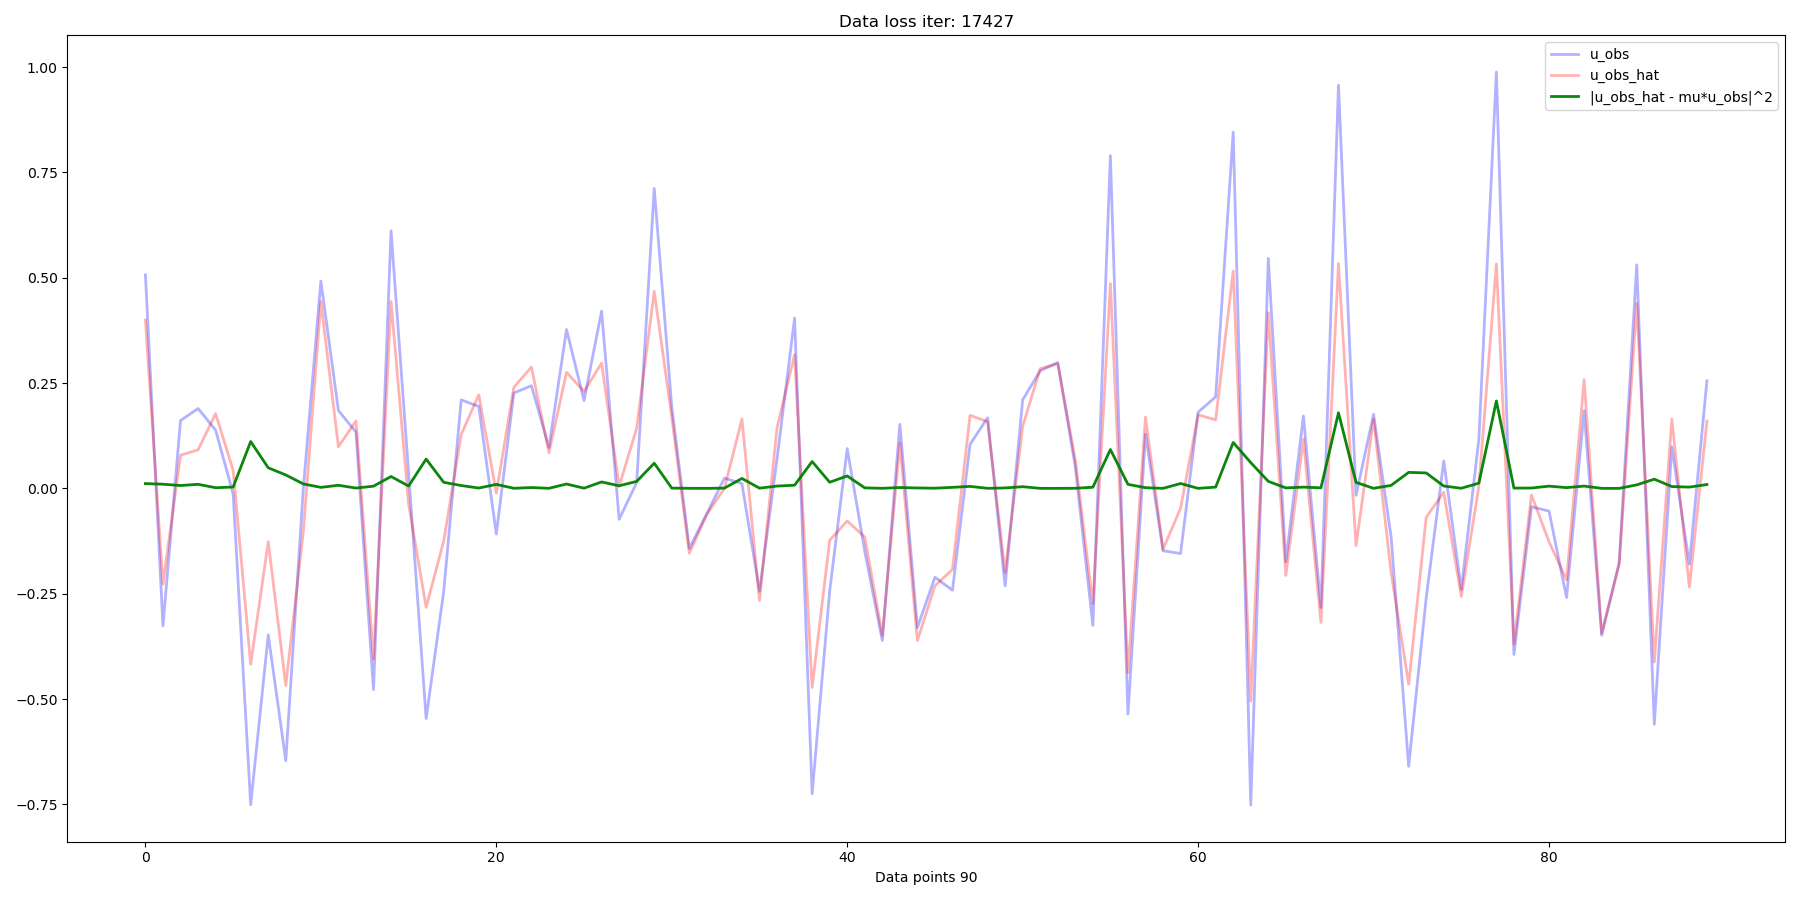 Data loss iter: 17427
u_obs
u_obs_hat
|u_obs_hat - mu*u_obs|^2
1.00
0.75
0.50
0.25
0.00
−0.25
−0.50
−0.75
0 20 40 60 80
Data points 90